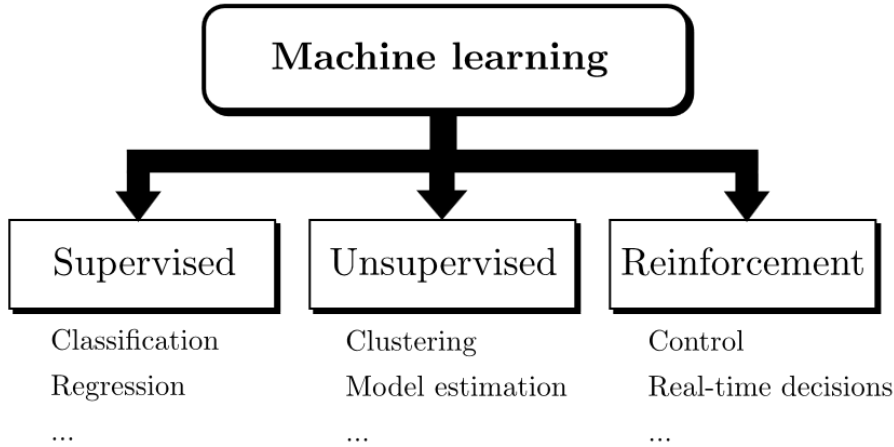 Machine learning
Supervised
Classification
Regression
...
Unsupervised
Clustering
Model estimation
...
Reinforcement
Control
Real-time decisions
...